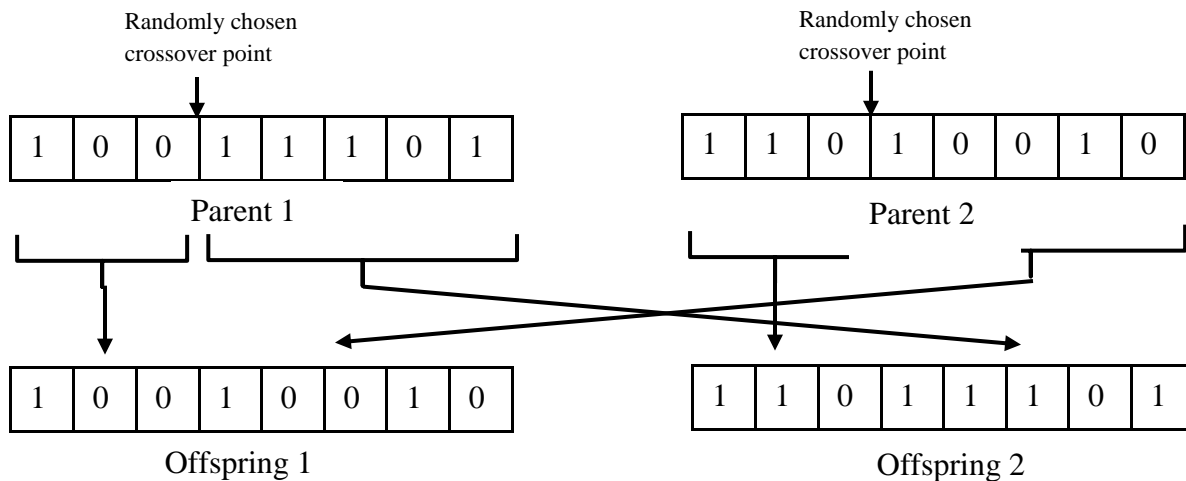 Randomly chosen
crossover point
Randomly chosen
crossover point
1 0 0 1 1 1 0 1
1 1 0 1 0 0 1 0
Parent 1
Parent 2
1 0 0 1 0 0 1 0
1 1 0 1 1 1 0 1
Offspring 1
Offspring 2